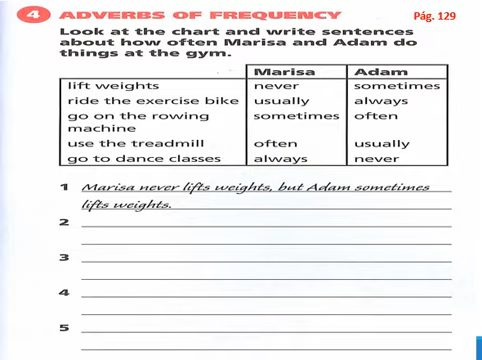 4 ADVERBS OF FREQUENCY Pág. 129
Look at the chart and write sentences
about how often Marisa and Adam do
things at the gym.
Marisa Adam
lift weights never sometimes
ride the exercise bike usually always
go on the rowing sometimes often
machine
use the treadmill often usually
go to dance classes always never
1 Marisa never lifts weights, but Adam sometimes
lifts weights.
2
3
4
5